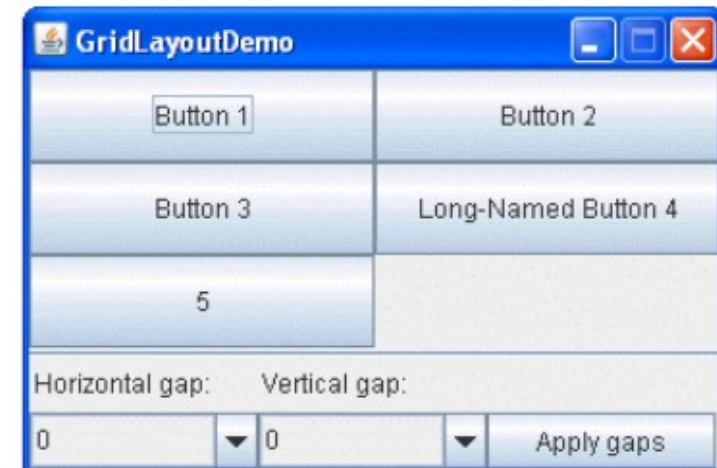 GridLayoutDemo
Button 1
Button 2
Button 3
Long-Named Button 4
5
Horizontal gap:
Vertical gap:
0
0
Apply gaps